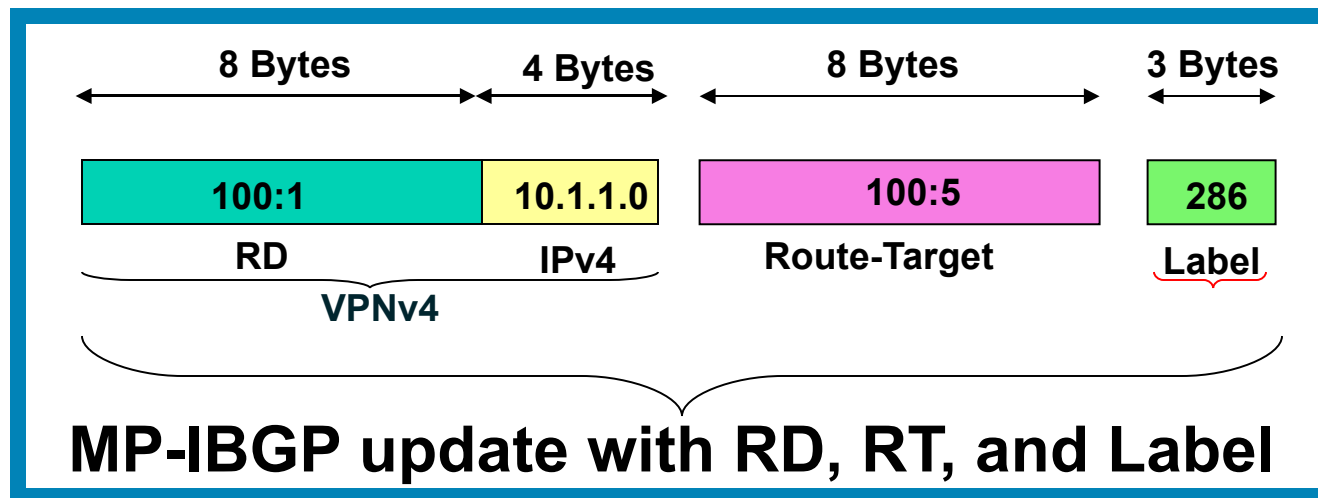 8 Bytes 4 Bytes 8 Bytes 3 Bytes
100:1 10.1.1.0 100:5 286
RD IPv4 Route-Target Label
VPNv4
MP-IBGP update with RD, RT, and Label